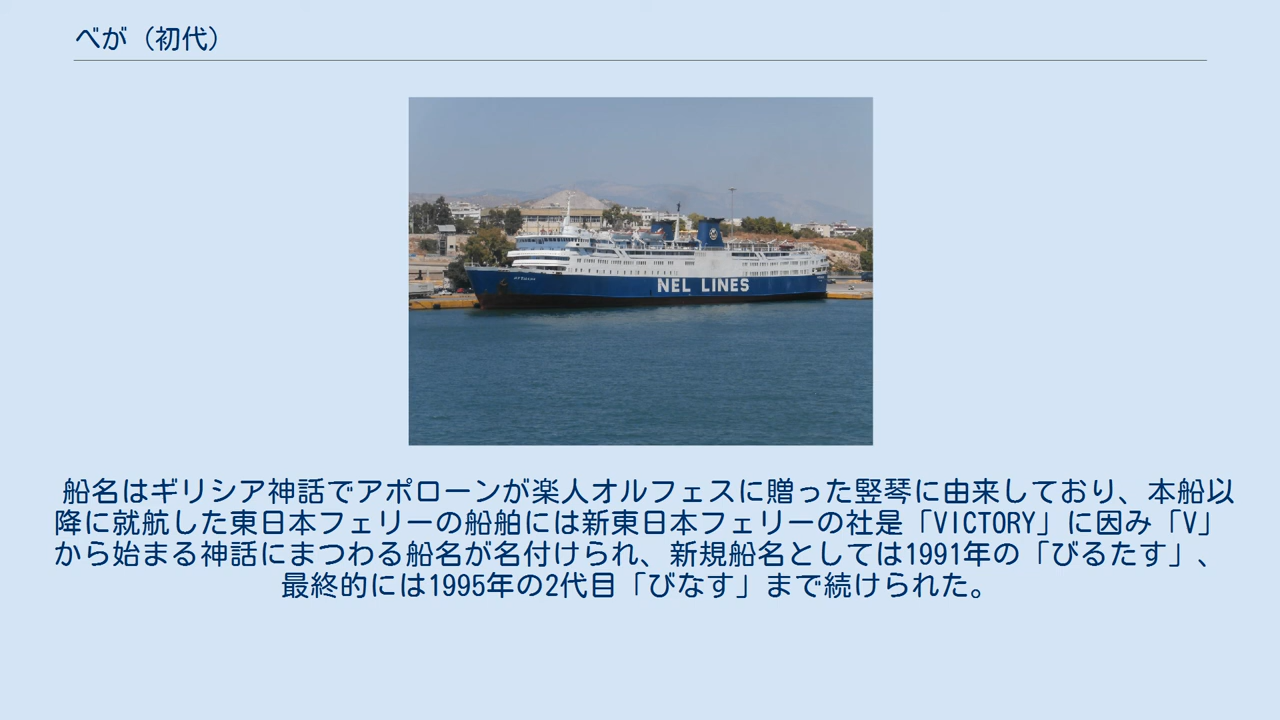 べが（初代）
NEL LINES
船名はギリシア神話でアポローンが楽人オルフェスに贈った竪琴に由来しており、本船以
降に就航した東日本フェリーの船舶には新東日本フェリーの社是「VICTORY」に因み「V」
から始まる神話にまつわる船名が名付けられ、新規船名としては1991年の「びるたす」、
最終的には1995年の2代目「びなす」まで続けられた。